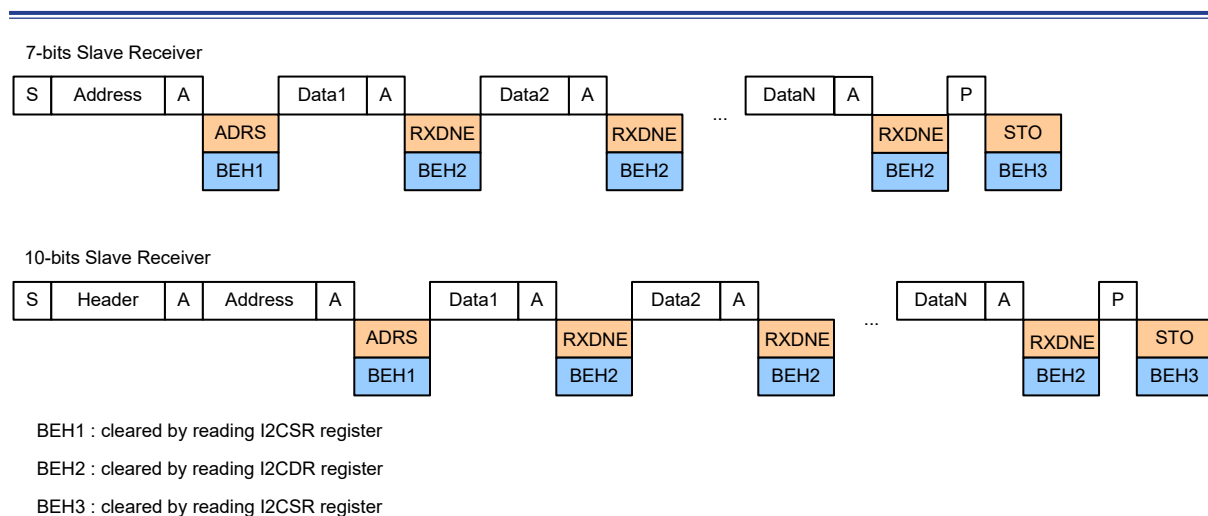 7-bits Slave Receiver
S Address A Data1 A Data2 A ... DataN A P
ADRS RXDNE RXDNE RXDNE STO
BEH1 BEH2 BEH2 BEH2 BEH3
10-bits Slave Receiver
S Header A Address A Data1 A Data2 A ... DataN A P
ADRS RXDNE RXDNE RXDNE STO
BEH1 BEH2 BEH2 BEH2 BEH3
BEH1 : cleared by reading I2CSR register
BEH2 : cleared by reading I2CDR register
BEH3 : cleared by reading I2CSR register